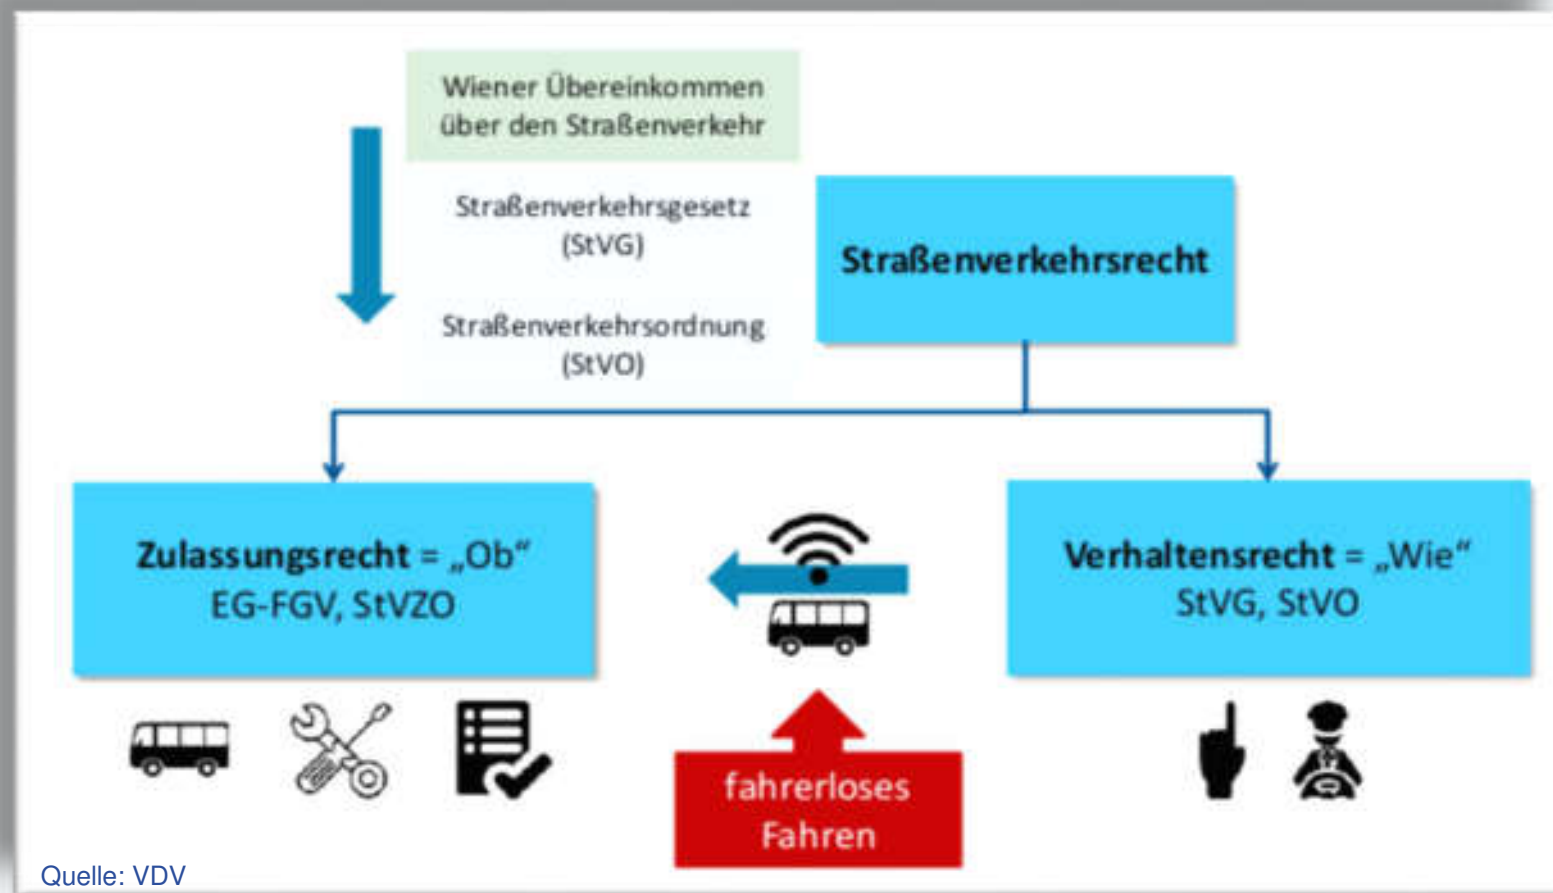 Wiener Übereinkommen
über den Straßenverkehr
Straßenverkehrsgesetz
(StVG)
Straßenverkehrsordnung
(StVO)
Straßenverkehrsrecht
Zulassungsrecht = „Ob“
EG-FGV, StVZO
Verhaltensrecht = „Wie“
StVG, StVO
fahrerloses
Fahren
Quelle: VDV